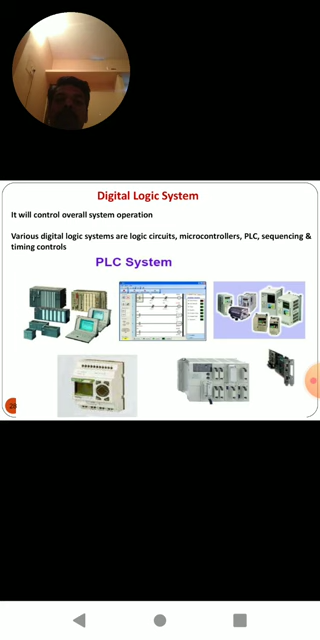 Digital Logic System
It will control overall system operation
Various digital logic systems are logic circuits, microcontrollers, PLC, sequencing &
timing controls
PLC System